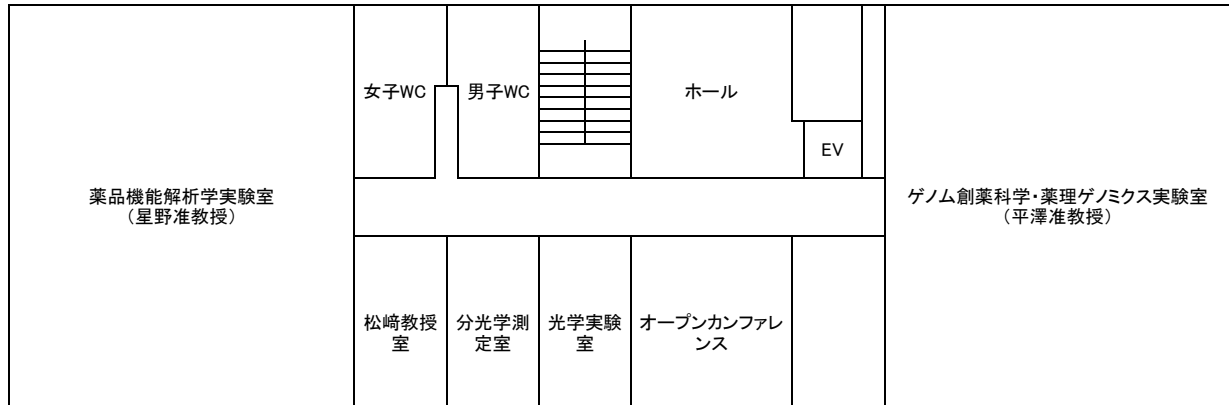 女子WC
男子WC
ホール
EV
薬品機能解析学実験室
（星野准教授）
ゲノム創薬科学・薬理ゲノミクス実験室
（平澤准教授）
松﨑教授
室
分光学測
定室
光学実験
室
オープンカンファレ
ンス